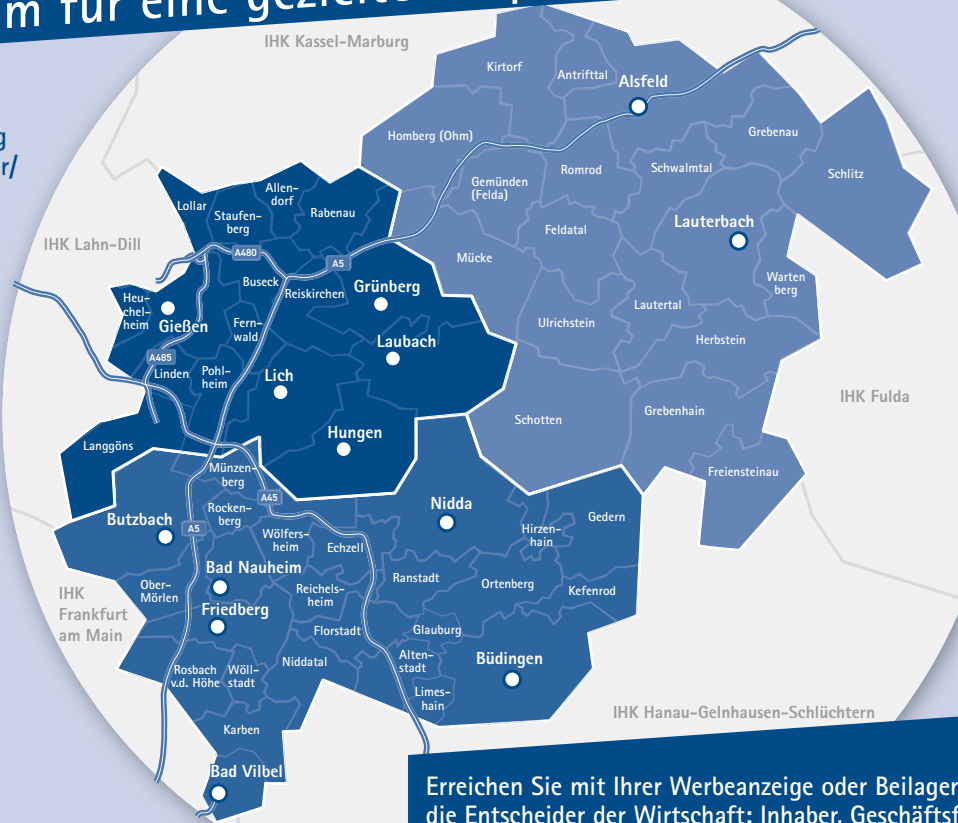 m für eine
IHK Kassel-Marburg
g
er/
Kirtorf
Antrifttal
Alsfeld
Homberg (Ohm)
Grebenau
Schlitz
Gemünden
(Felda)
Romrod
Schwalmtal
Allen-
dorf
Lollar
Staufen-
berg
Rabenau
Lauterbach
Feldatal
IHK Lahn-Dill
A480
A5
Mücke
Buseck
Reiskirchen
Grünberg
Warten
berg
Heu-
chel-
heim
Gießen
Fern-
wald
Lautertal
Ulrichstein
Herbstein
Laubach
A485
Linden
Pohl-
heim
Lich
IHK Fulda
Schotten
Grebenhain
Hungen
Langgöns
Freiensteinau
Münzen-
berg
A45
Nidda
Butzbach
A5
Rocken-
berg
Hirzen-
hain
Gedern
Wölfers-
heim
Echzell
Bad Nauheim
Ober-
Mörlen
Reichels-
heim
Ranstadt
Ortenberg
Kefenrod
IHK
Frankfurt
am Main
Friedberg
Florstadt
Glauburg
Rosbach
v.d. Höhe
Wöll-
stadt
Niddatal
Alten-
stadt
Büdingen
Limes-
hain
Karben
IHK Hanau-Gelnhausen-Schlüchtern
Bad Vilbel
Erreichen Sie mit Ihrer Werbeanzeige oder Beilagen
die Entscheider der Wirtschaft: Inhaber, Geschäftsf